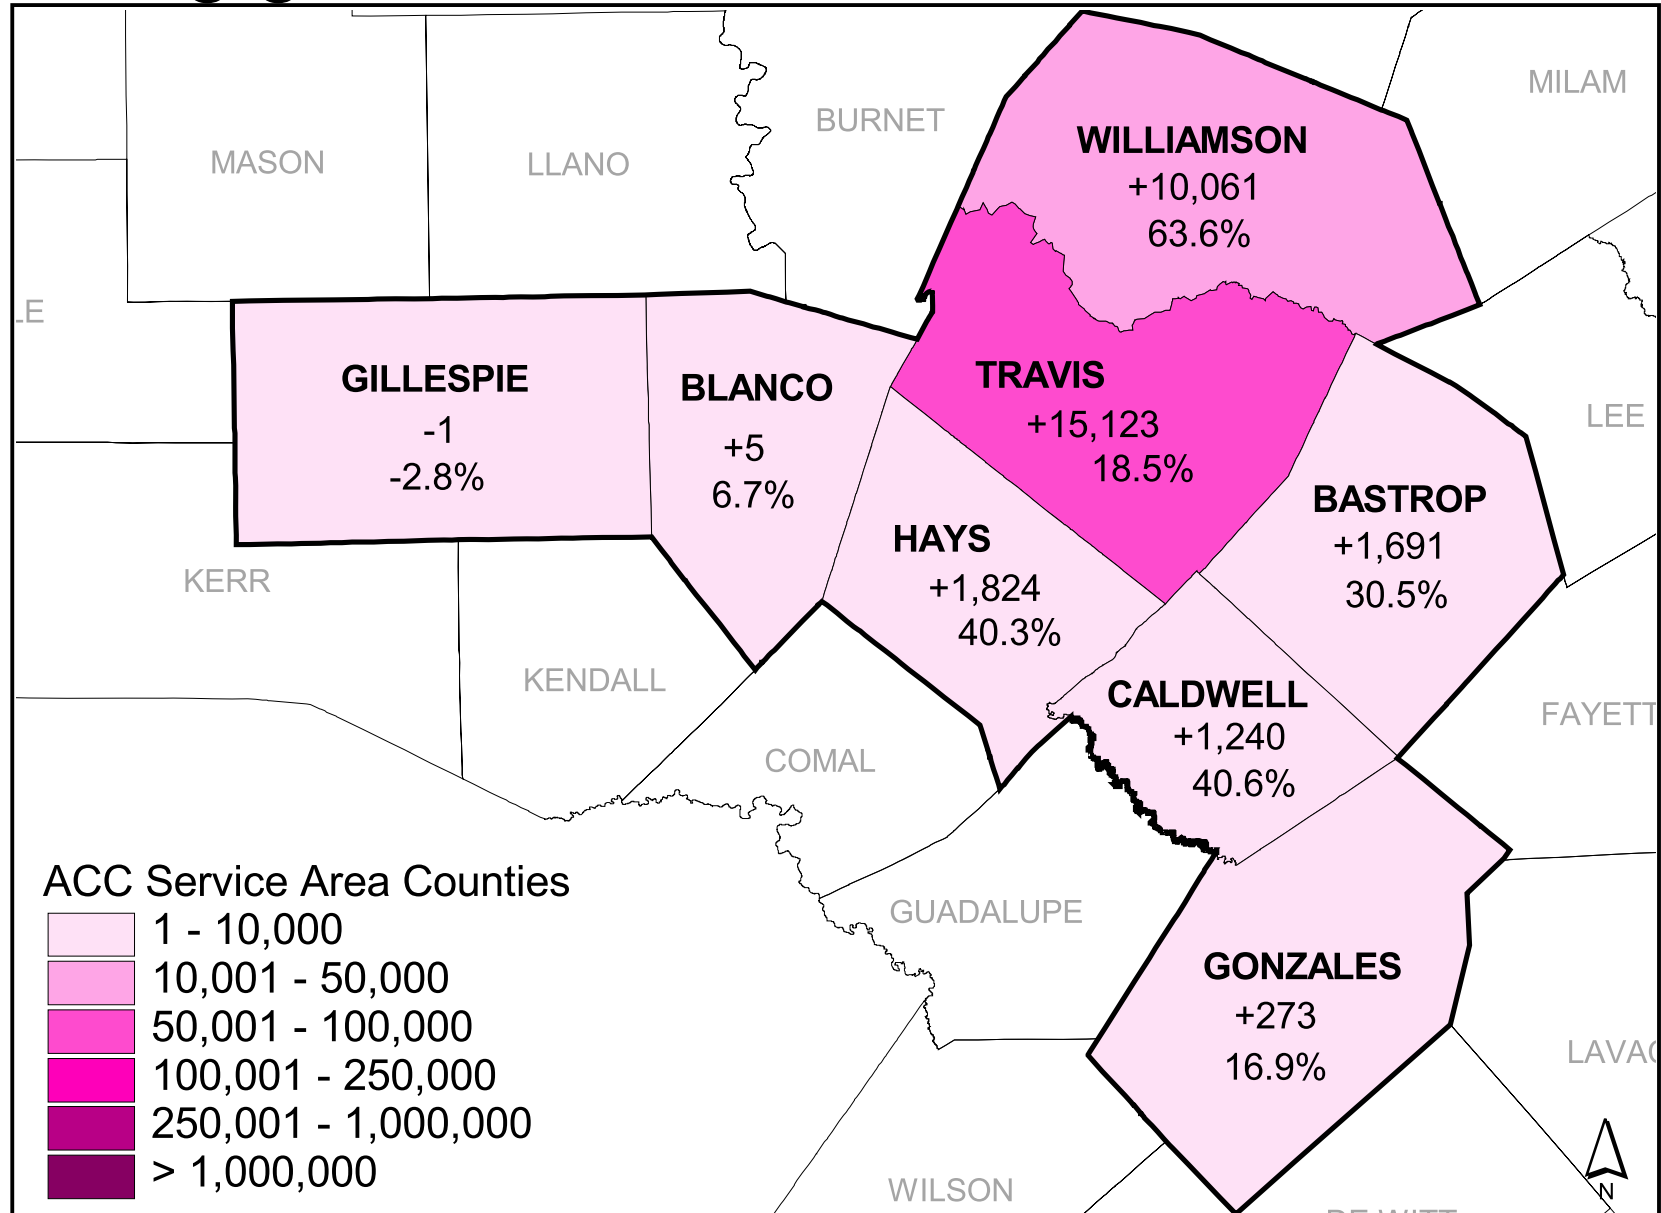 MILAM
BURNET
WILLIAMSON
+10,061
63.6%
MASON
LLANO
GILLESPIE
-1
-2.8%
BLANCO
+5
6.7%
TRAVIS
+15,123
18.5%
LEE
BASTROP
+1,691
30.5%
HAYS
+1,824
40.3%
KERR
KENDALL
CALDWELL
+1,240
40.6%
COMAL
GUADALUPE
GONZALES
+273
16.9%
WILSON
N
ACC Service Area Counties
1 - 10,000
10,001 - 50,000
50,001 - 100,000
100,001 - 250,000
250,001 - 1,000,000
> 1,000,000